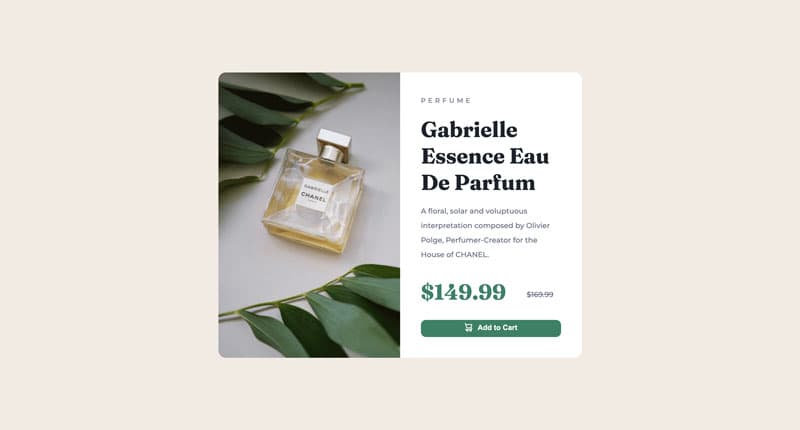 GABRIELLE
CHANEL
PERFUME
Gabrielle
Essence Eau
De Parfum
A floral, solar and voluptuous
interpretation composed by Olivier
Polge, Perfumer-Creator for the
House of CHANEL.
$149.99 $169.99
Add to Cart